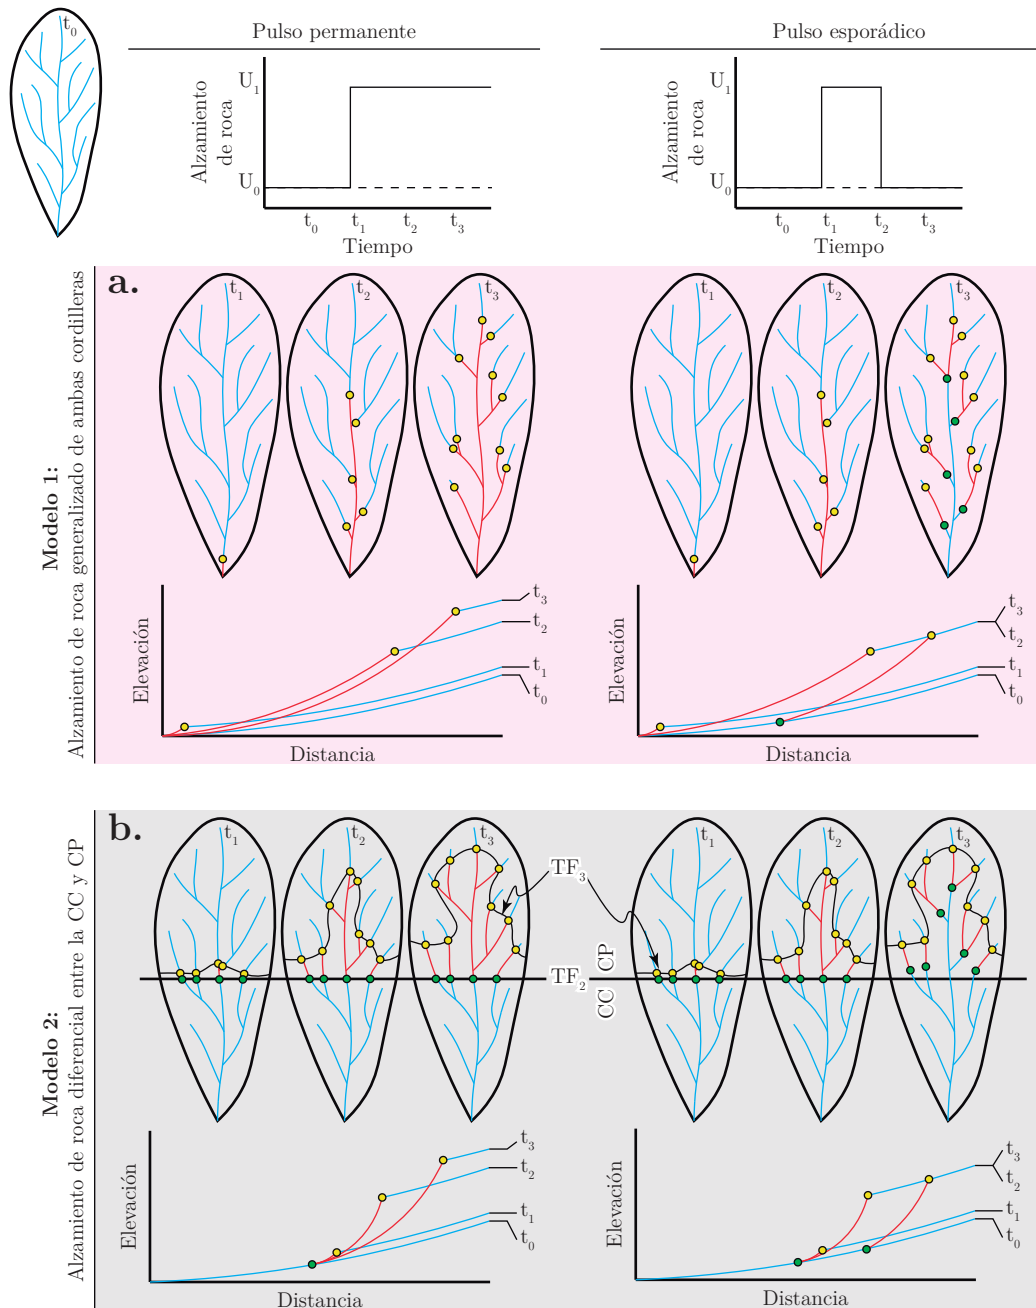 t₀
Pulso permanente
Pulso esporádico
U₁
U₀
Alzamiento
de roca
t₀ t₁ t₂ t₃
Tiempo
U₁
U₀
Alzamiento
de roca
t₀ t₁ t₂ t₃
Tiempo
Modelo 1:
Alzamiento de roca generalizado de ambas cordilleras
a.
t₁ t₂ t₃
t₁ t₂ t₃
Elevación
t₃
t₂
t₁
t₀
Distancia
Elevación
t₃
t₂
t₁
t₀
Distancia
Modelo 2:
Alzamiento de roca diferencial entre la CC y CP
b.
t₁ t₂ t₃
TF₃
TF₂
CC CP
t₁ t₂ t₃
Elevación
t₃
t₂
t₁
t₀
Distancia
Elevación
t₃
t₂
t₁
t₀
Distancia